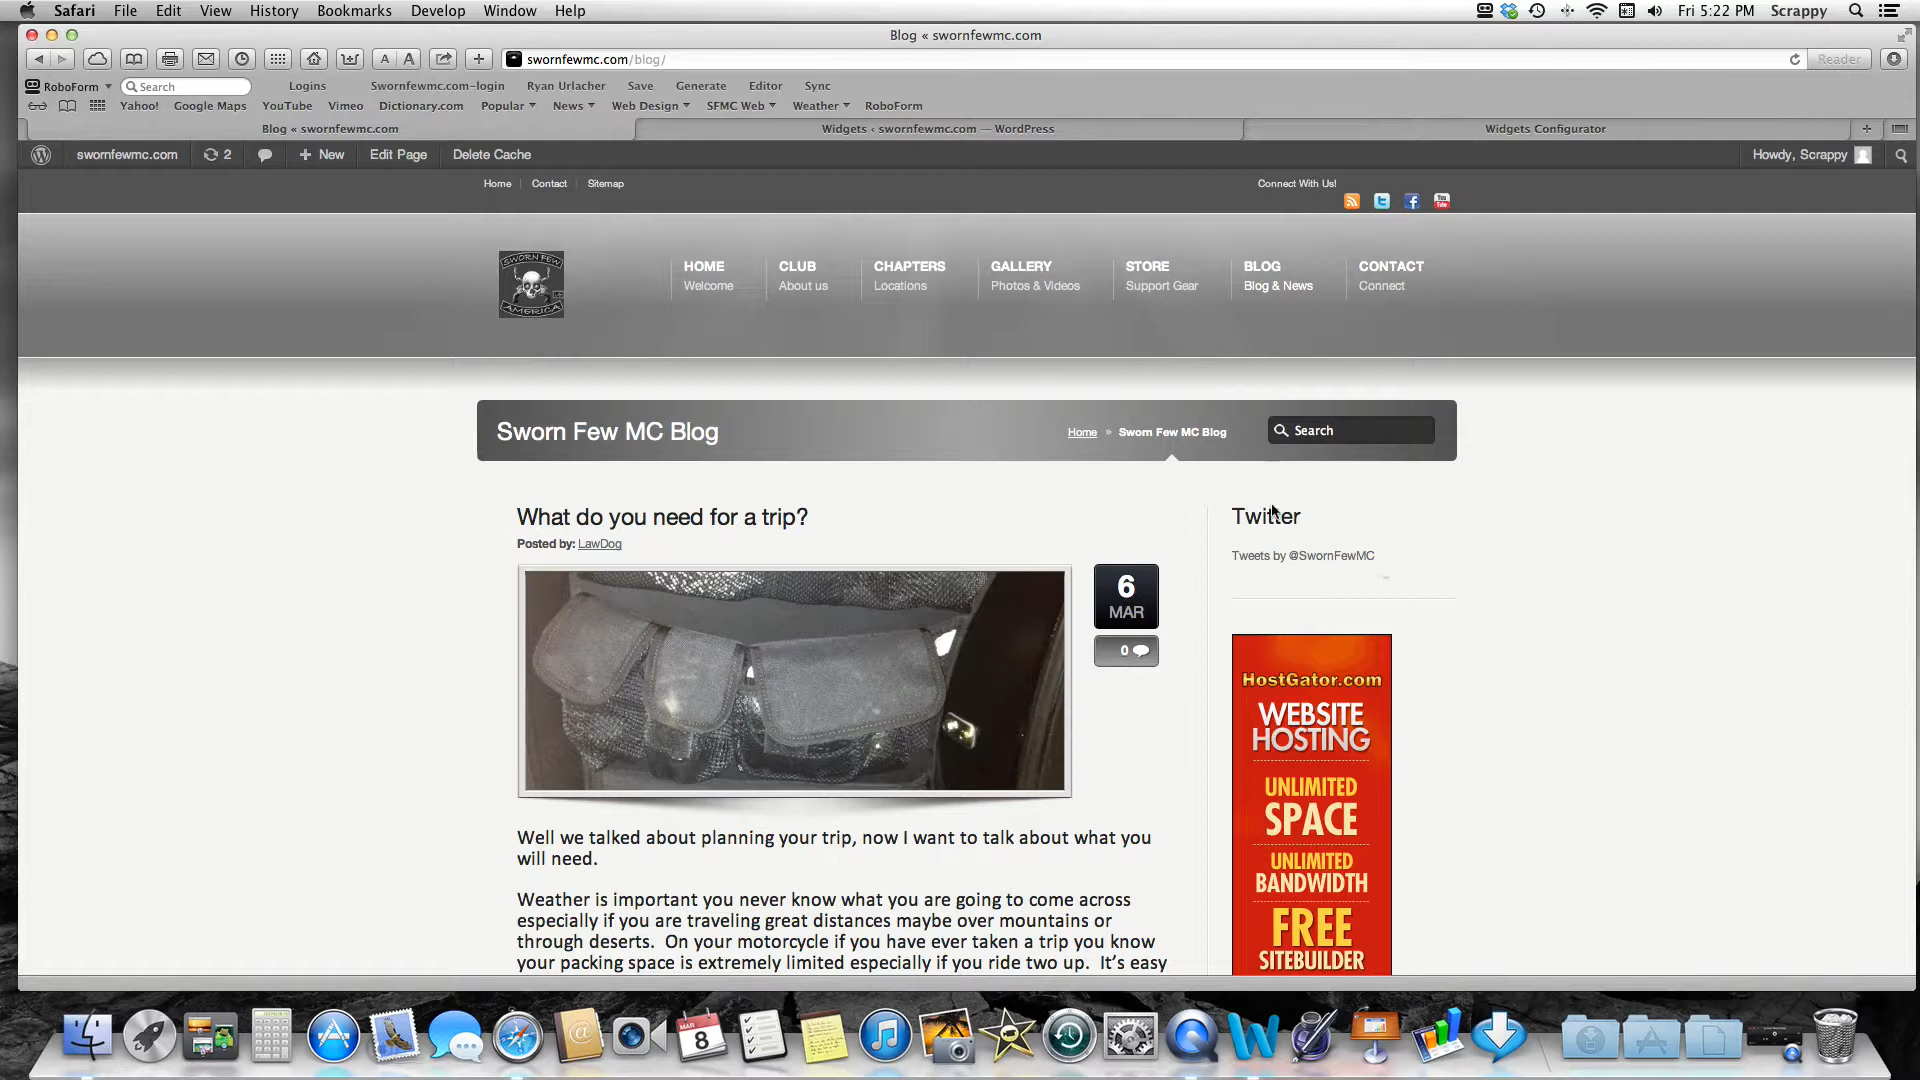 Safari File Edit View History Bookmarks Develop Window Help Fri 5:22 PM Scrappy
Blog « swornfewmc.com
A A swornfewmc.com/blog/ Reader
RoboForm Search Logins Swornfewmc.com-login Ryan Urlacher Save Generate Editor Sync
Yahoo! Google Maps YouTube Vimeo Dictionary.com Popular News Web Design SFMC Web Weather RoboForm
Blog « swornfewmc.com Widgets ‹ swornfewmc.com — WordPress Widgets Configurator
swornfewmc.com 2 New Edit Page Delete Cache Howdy, Scrappy
Home Contact Sitemap Connect With Us!
You Tube
SWORN FEW
AMERICA
HOME CLUB CHAPTERS GALLERY STORE BLOG CONTACT
Welcome About us Locations Photos & Videos Support Gear Blog & News Connect
Sworn Few MC Blog Home » Sworn Few MC Blog Search
What do you need for a trip?
Posted by: LawDog
6
MAR
0
Twitter
Tweets by @SwornFewMC
HostGator.com
WEBSITE
HOSTING
UNLIMITED
SPACE
UNLIMITED
BANDWIDTH
FREE
SITEBUILDER
Well we talked about planning your trip, now I want to talk about what you
will need.
Weather is important you never know what you are going to come across
especially if you are traveling great distances maybe over mountains or
through deserts. On your motorcycle if you have ever taken a trip you know
your packing space is extremely limited especially if you ride two up. It's easy
MAR
8